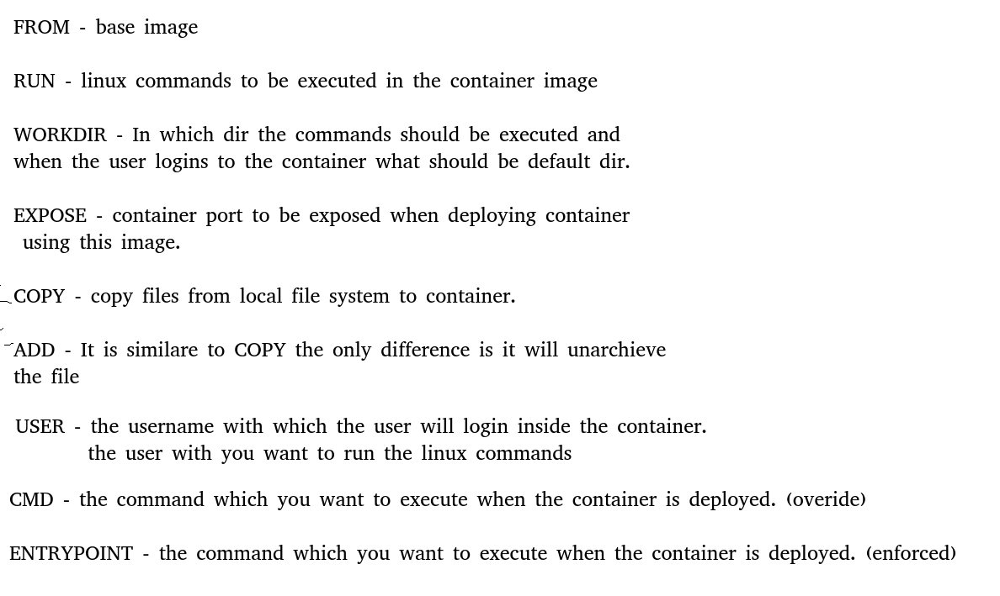 FROM - base image
RUN - linux commands to be executed in the container image
WORKDIR - In which dir the commands should be executed and
when the user logins to the container what should be default dir.
EXPOSE - container port to be exposed when deploying container
using this image.
COPY - copy files from local file system to container.
ADD - It is similare to COPY the only difference is it will unarchieve
the file
USER - the username with which the user will login inside the container.
the user with you want to run the linux commands
CMD - the command which you want to execute when the container is deployed. (overide)
ENTRYPOINT - the command which you want to execute when the container is deployed. (enforced)